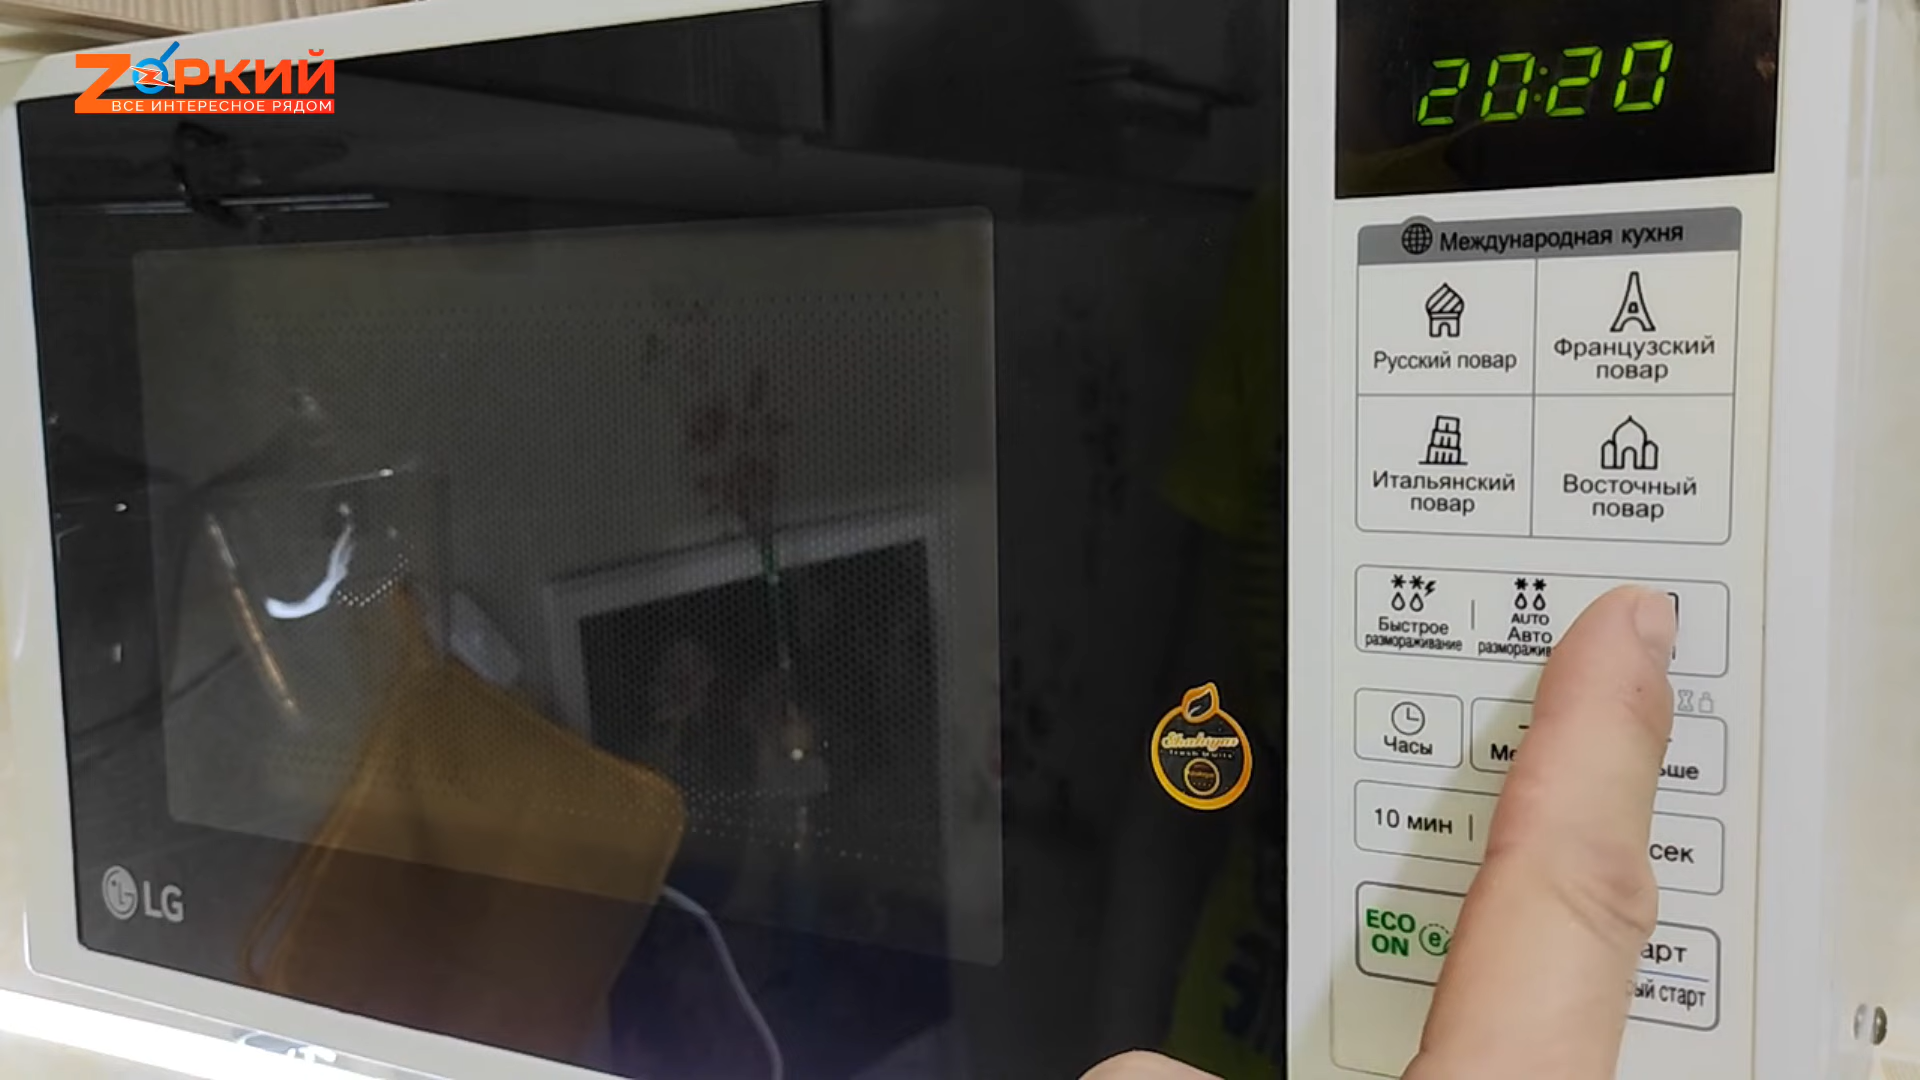 ZОРКИЙ
ВСЕ ИНТЕРЕСНОЕ РЯДОМ
20:20
Международная кухня
Русский повар
Французский
повар
Итальянский
повар
Восточный
повар
Быстрое
размораживание
AUTO
Авто
Часы
10 мин
сек
ECO
ON
LG